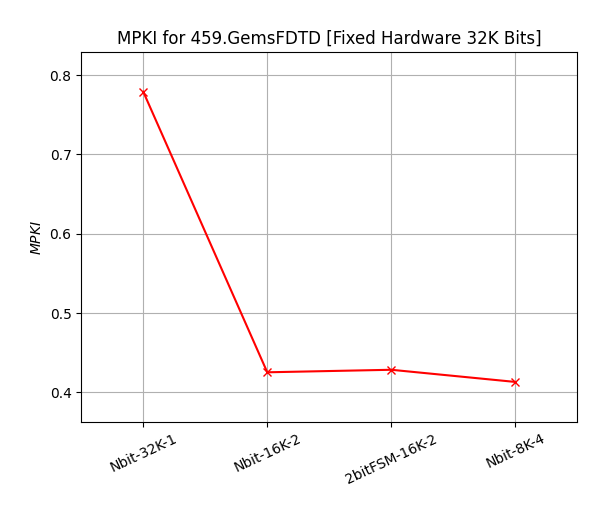 MPKI for 459.GemsFDTD [Fixed Hardware 32K Bits]
0.8
0.7
0.6
0.5
0.4
MPKI
Nbit-32K-1
Nbit-16K-2
2bitFSM-16K-2
Nbit-8K-4